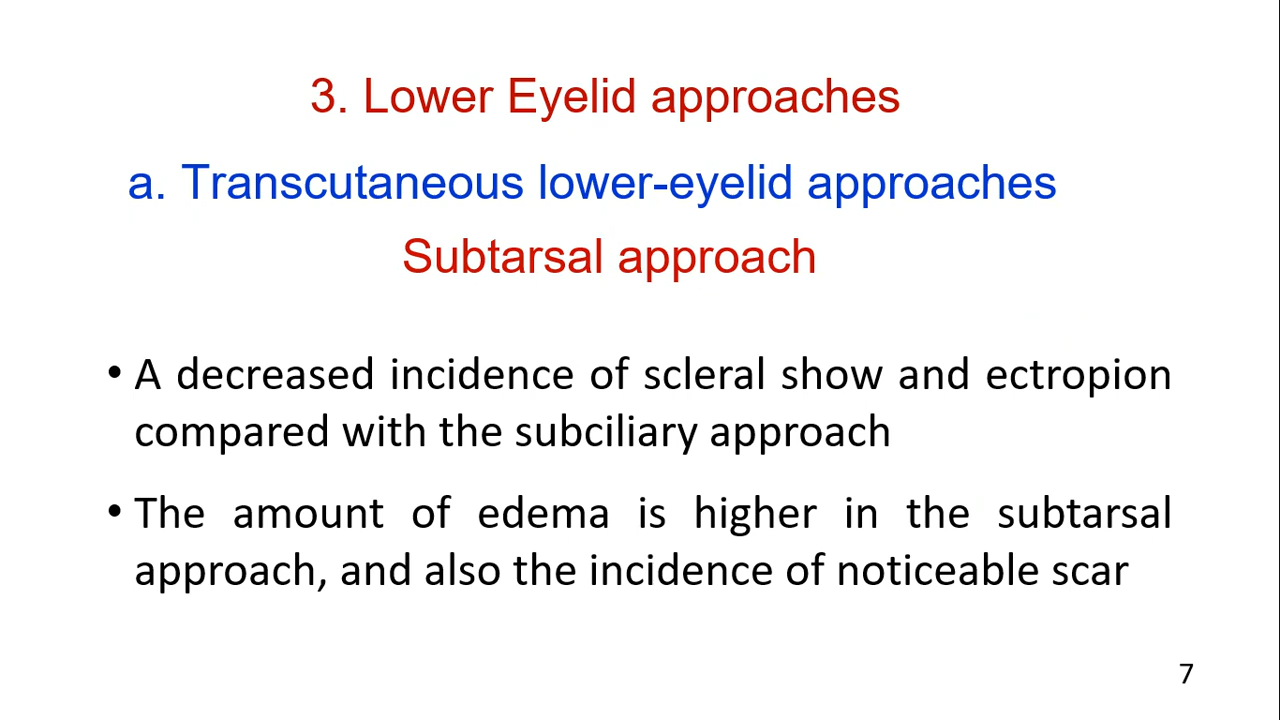 3. Lower Eyelid approaches
a. Transcutaneous lower-eyelid approaches
Subtarsal approach
• A decreased incidence of scleral show and ectropion
compared with the subciliary approach
• The amount of edema is higher in the subtarsal
approach, and also the incidence of noticeable scar
7